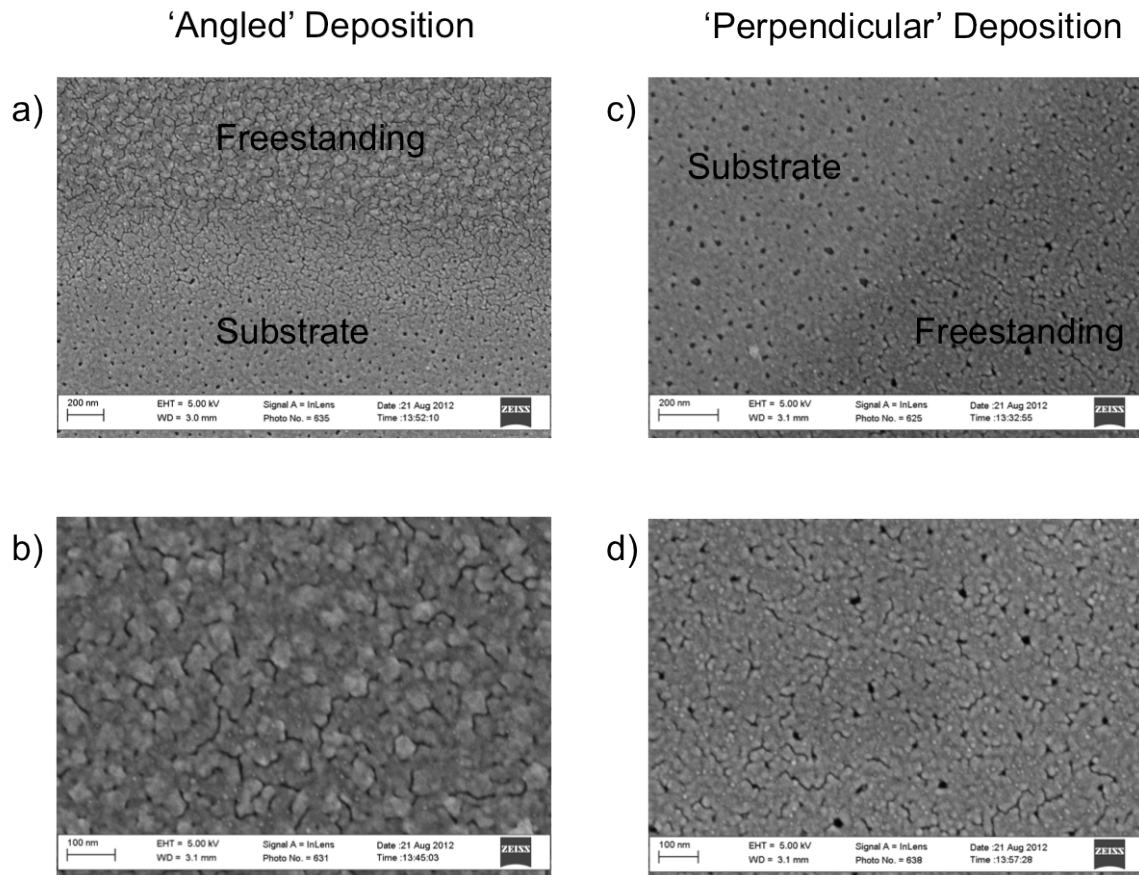 ‘Angled’ Deposition
‘Perpendicular’ Deposition
a)
Freestanding
Substrate
200 nm
EHT = 5.00 kV
WD = 3.0 mm
Signal A = InLens
Photo No. = 635
Date :21 Aug 2012
Time :13:52:10
ZEISS
c)
Substrate
Freestanding
200 nm
EHT = 5.00 kV
WD = 3.1 mm
Signal A = InLens
Photo No. = 625
Date :21 Aug 2012
Time :13:32:55
ZEISS
b)
100 nm
EHT = 5.00 kV
WD = 3.1 mm
Signal A = InLens
Photo No. = 631
Date :21 Aug 2012
Time :13:45:03
ZEISS
d)
100 nm
EHT = 5.00 kV
WD = 3.1 mm
Signal A = InLens
Photo No. = 638
Date :21 Aug 2012
Time :13:57:28
ZEISS